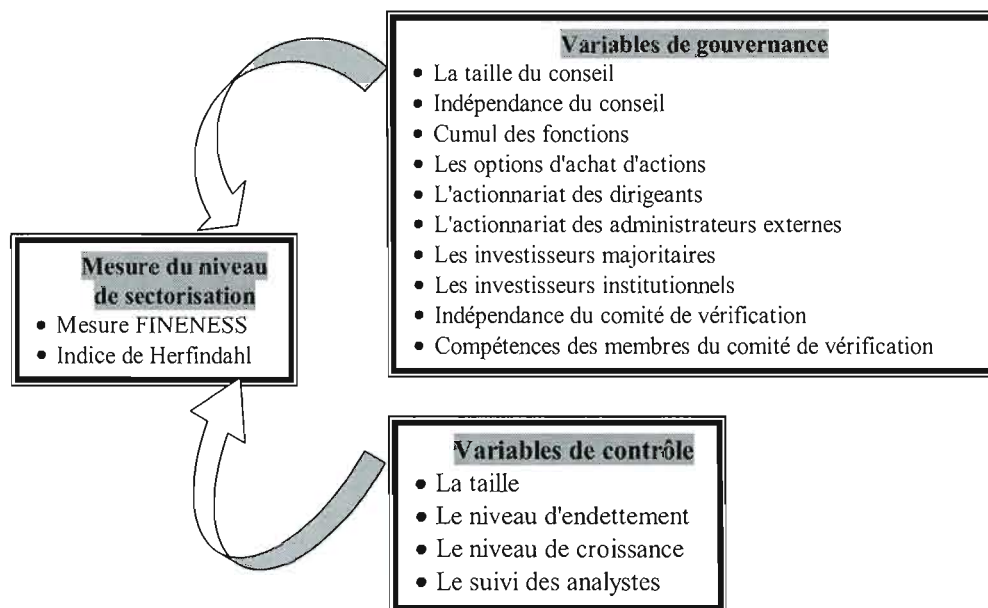 Variables de gouvernance
• La taille du conseil
• Indépendance du conseil
• Cumul des fonctions
• Les options d'achat d'actions
• L'actionnariat des dirigeants
• L'actionnariat des administrateurs externes
• Les investisseurs majoritaires
• Les investisseurs institutionnels
• Indépendance du comité de vérification
• Compétences des membres du comité de vérification
Mesure du niveau
de sectorisation
• Mesure FINENESS
• Indice de Herfindahl
Variables de contrôle
• La taille
• Le niveau d'endettement
• Le niveau de croissance
• Le suivi des analystes